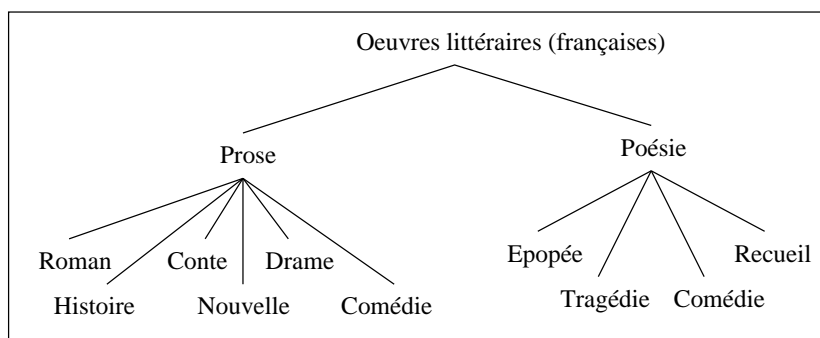 Oeuvres littéraires (françaises)
Prose
Poésie
Roman
Conte
Drame
Histoire
Nouvelle
Comédie
Epopée
Recueil
Tragédie
Comédie